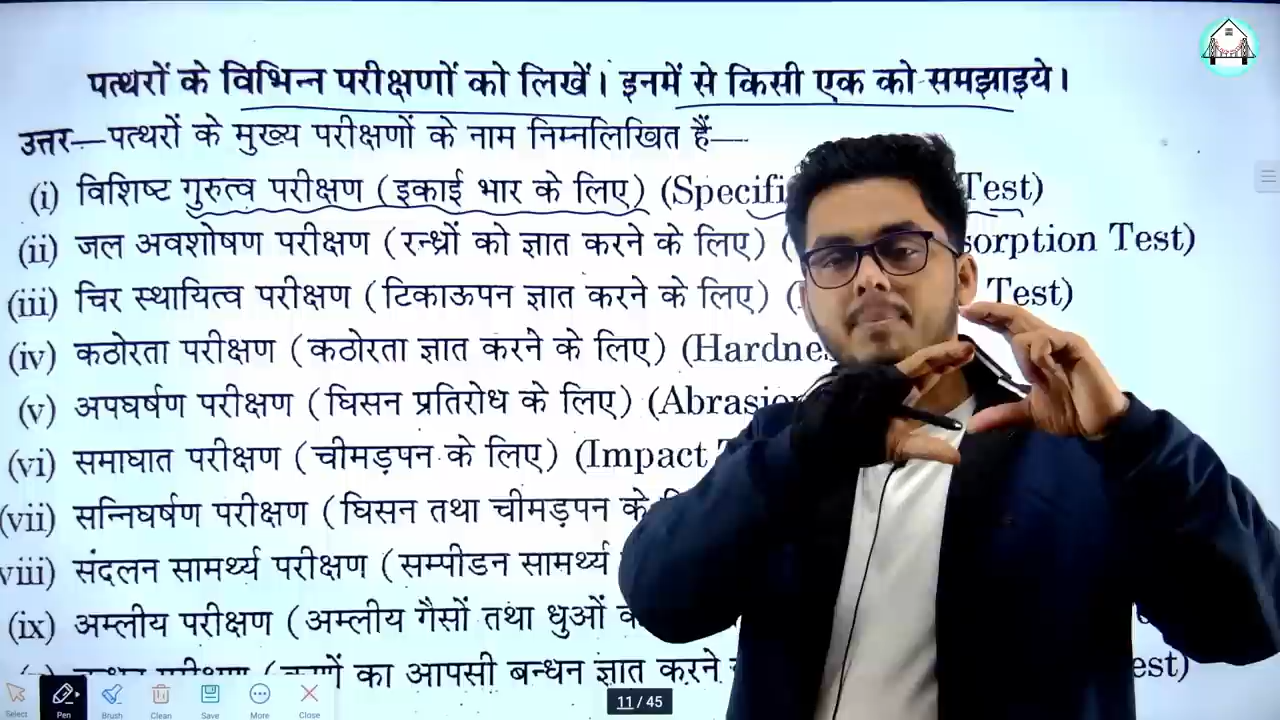 पत्थरों के विभिन्न परीक्षणों को लिखें। इनमें से किसी एक को समझाइये।
उत्तर—पत्थरों के मुख्य परीक्षणों के नाम निम्नलिखित हैं—
(i) विशिष्ट गुरुत्व परीक्षण (इकाई भार के लिए) (Specifi Test)
(ii) जल अवशोषण परीक्षण (रन्ध्रों को ज्ञात करने के लिए) ( sorption Test)
(iii) चिर स्थायित्व परीक्षण (टिकाऊपन ज्ञात करने के लिए) ( Test)
(iv) कठोरता परीक्षण (कठोरता ज्ञात करने के लिए) (Hardne
(v) अपघर्षण परीक्षण (घिसन प्रतिरोध के लिए) (Abrasio
(vi) समाघात परीक्षण (चीमड़पन के लिए) (Impact
(vii) सन्निघर्षण परीक्षण (घिसन तथा चीमड़पन के
viii) संदलन सामर्थ्य परीक्षण (सम्पीडन सामर्थ्य
(ix) अम्लीय परीक्षण (अम्लीय गैसों तथा धुओं
का आपसी बन्धन ज्ञात करने est)
Select Pen Brush Clean Save More Close
11 / 45